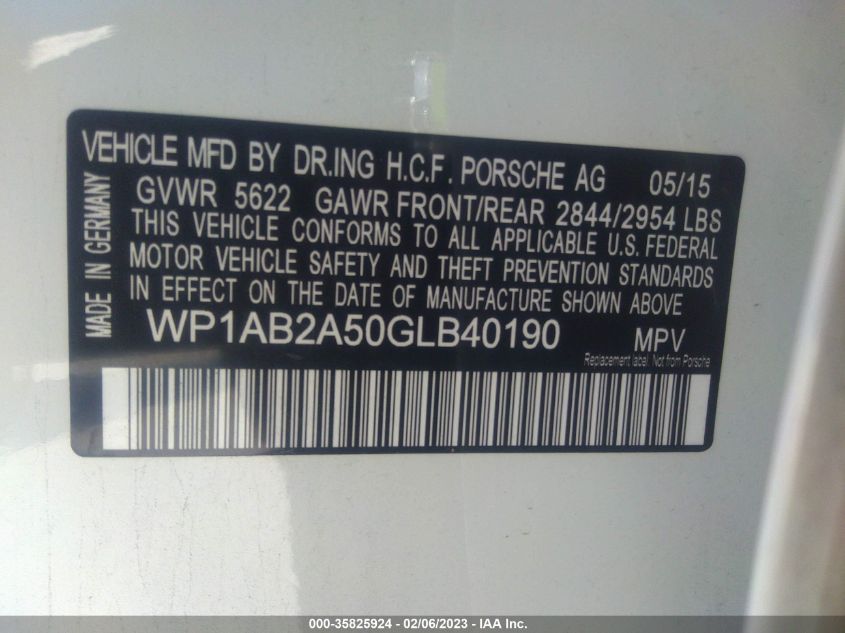 VEHICLE MFD BY DR.ING H.C.F. PORSCHE AG 05/15
GVWR 5622 GAWR FRONT/REAR 2844/2954 LBS
THIS VEHICLE CONFORMS TO ALL APPLICABLE U.S. FEDERAL
MOTOR VEHICLE SAFETY AND THEFT PREVENTION STANDARDS
IN EFFECT ON THE DATE OF MANUFACTURE SHOWN ABOVE
MADE IN GERMANY
WP1AB2A50GLB40190 MPV
Replacement label. Not from Porsche
000-35825924 - 02/06/2023 - IAA Inc.